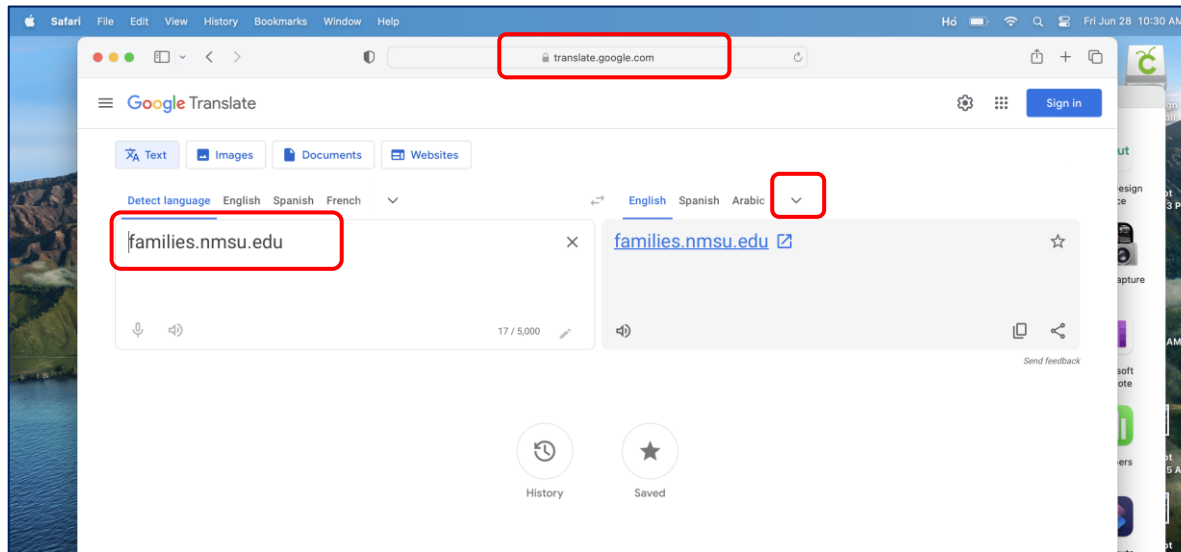 Safari File Edit View History Bookmarks Window Help Fri Jun 28 10:30 AM
translate.google.com
Google Translate
Sign in
Text Images Documents Websites
Detect language English Spanish French English Spanish Arabic
families.nmsu.edu families.nmsu.edu
17 / 5,000
Send feedback
History Saved